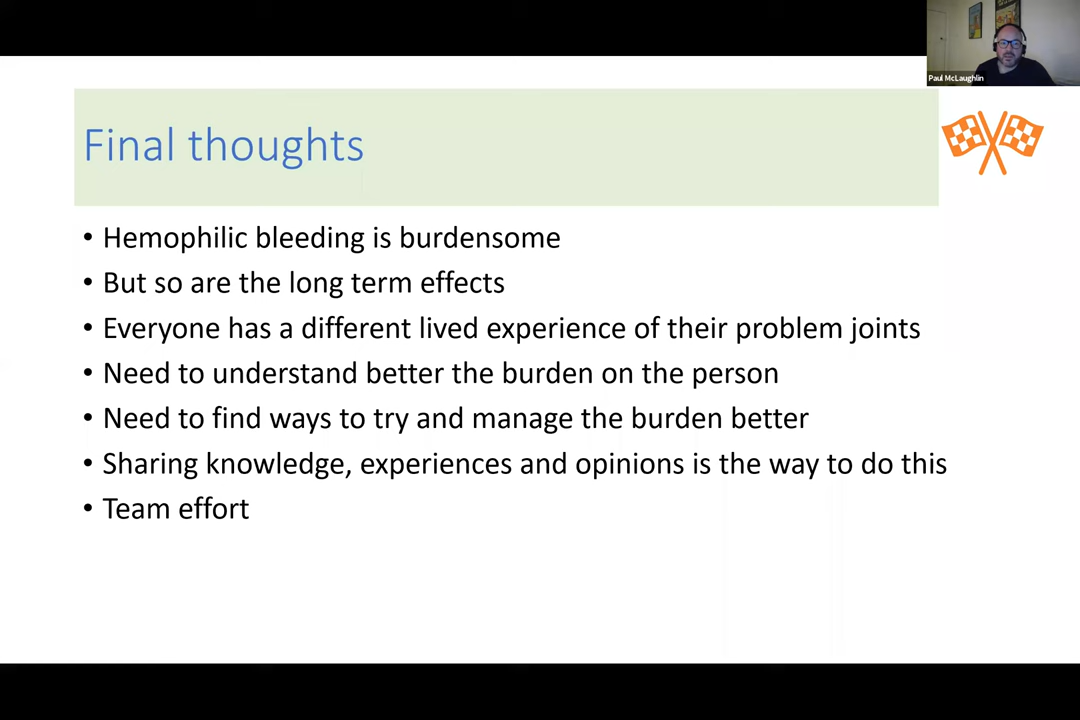 Paul McLaughlin
Final thoughts
• Hemophilic bleeding is burdensome
• But so are the long term effects
• Everyone has a different lived experience of their problem joints
• Need to understand better the burden on the person
• Need to find ways to try and manage the burden better
• Sharing knowledge, experiences and opinions is the way to do this
• Team effort